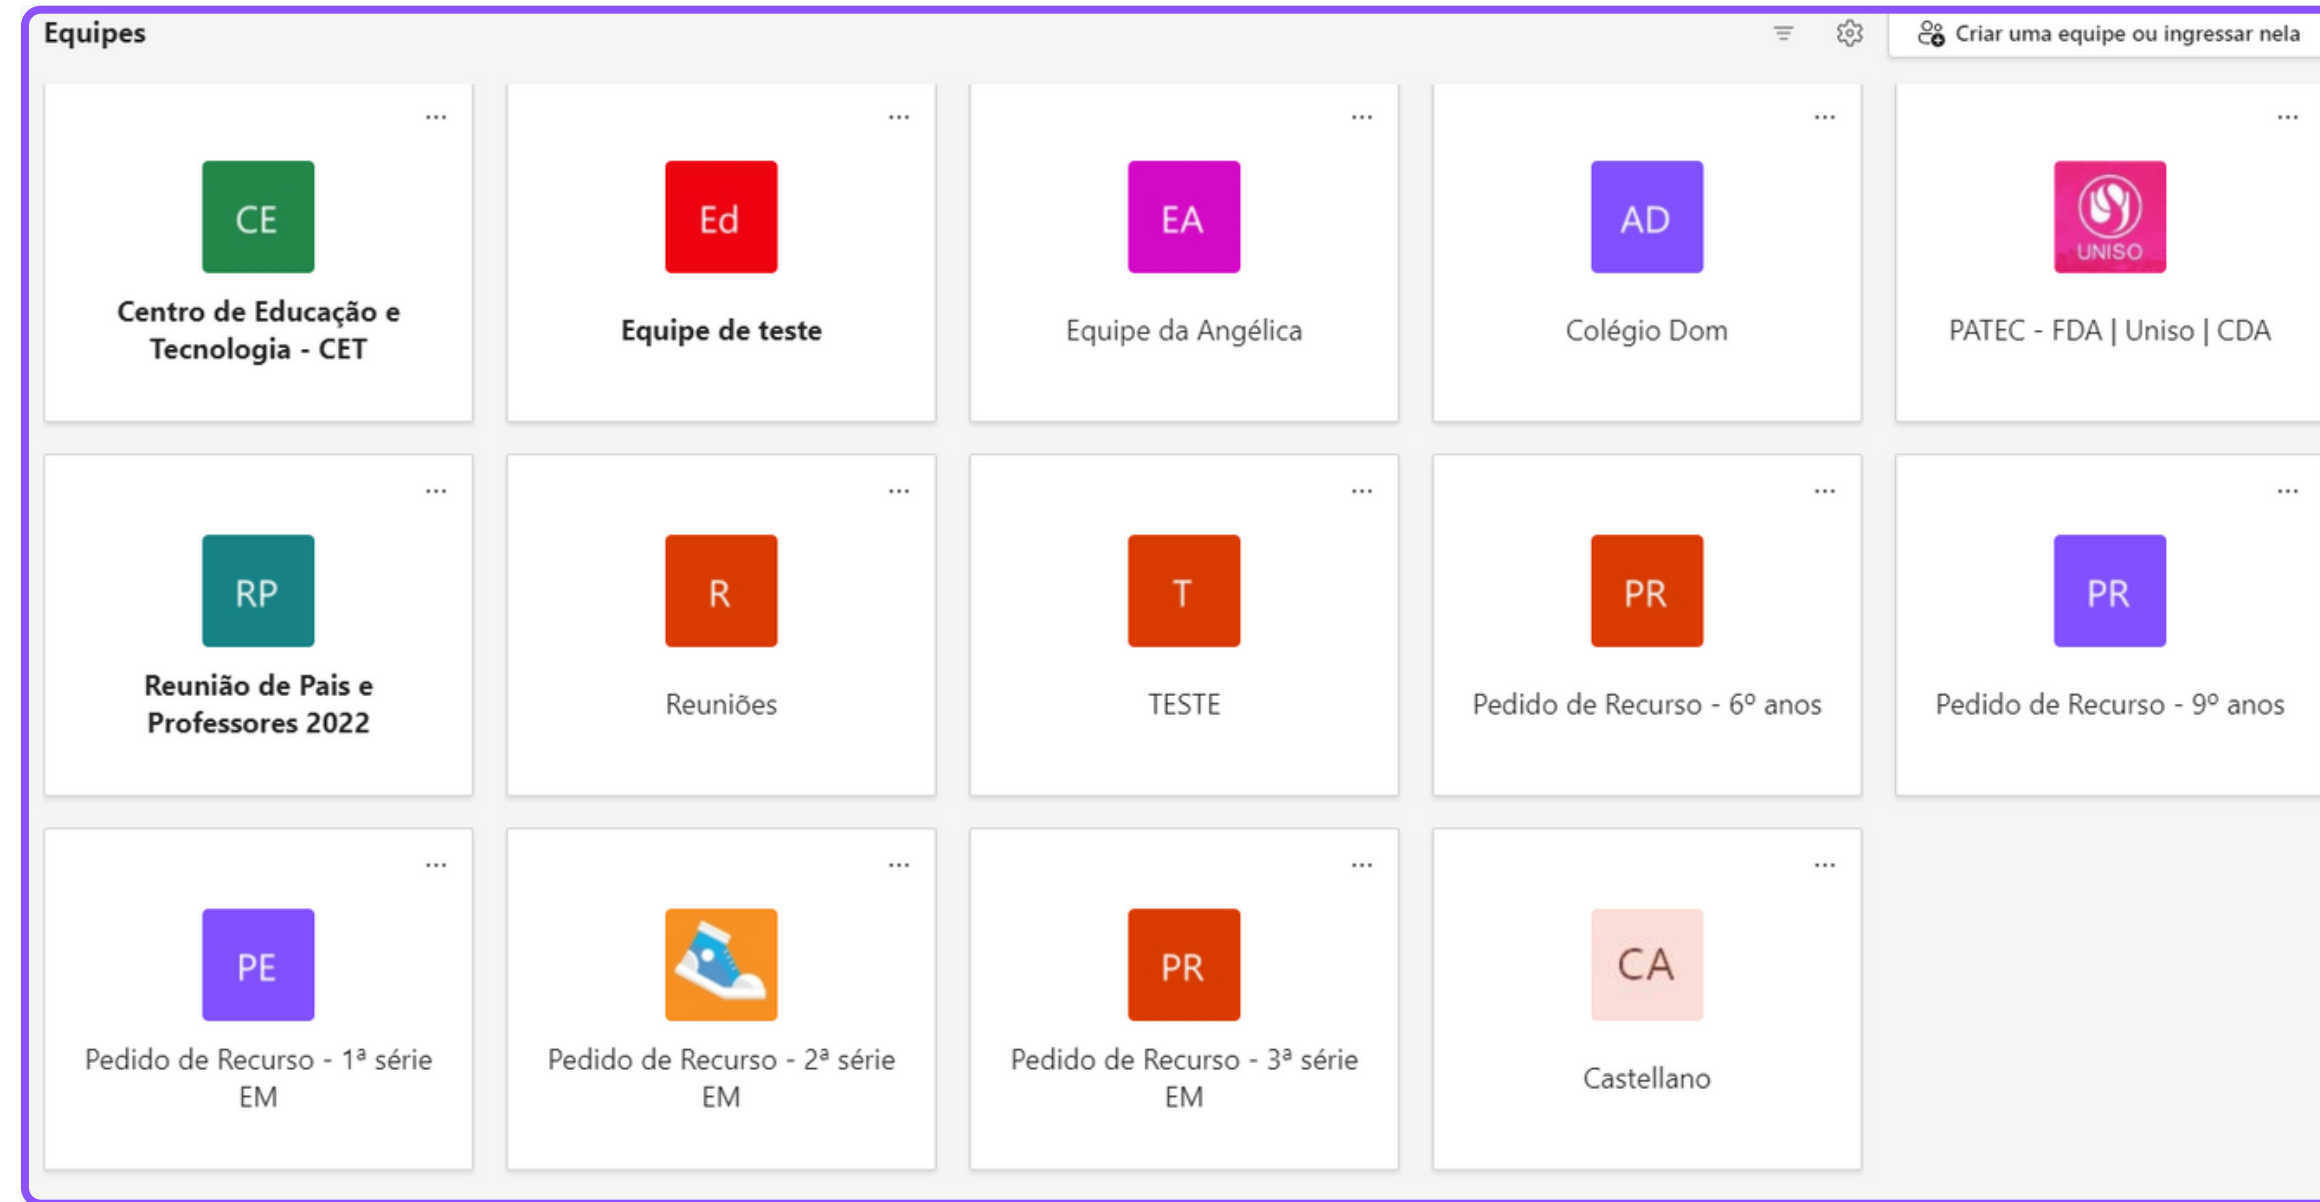 Equipes
Criar uma equipe ou ingressar nela
...
...
...
...
...
CE
Ed
EA
AD
UNISO
Centro de Educação e
Tecnologia - CET
Equipe de teste
Equipe da Angélica
Colégio Dom
PATEC - FDA | Uniso | CDA
...
...
...
...
...
RP
R
T
PR
PR
Reunião de Pais e
Professores 2022
Reuniões
TESTE
Pedido de Recurso - 6º anos
Pedido de Recurso - 9º anos
...
...
...
...
PE
PR
CA
Pedido de Recurso - 1ª série
EM
Pedido de Recurso - 2ª série
EM
Pedido de Recurso - 3ª série
EM
Castellano